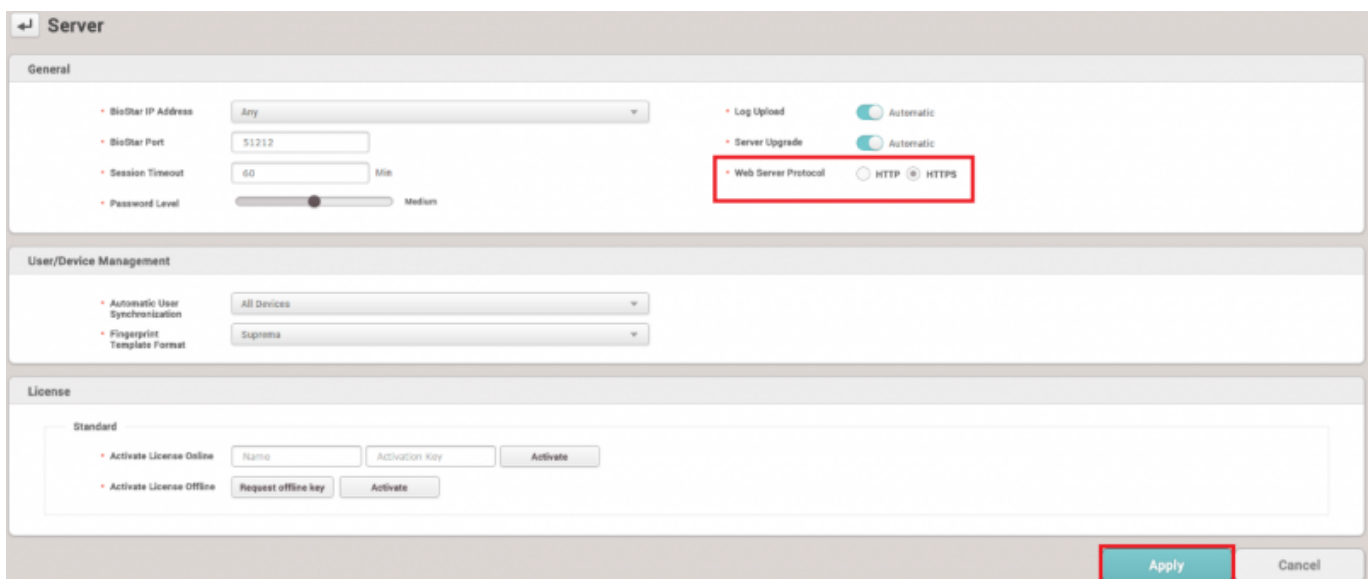 Server
General
BioStar IP Address Any
BioStar Port 51212
Session Timeout 60 Min
Password Level Medium
Log Upload Automatic
Server Upgrade Automatic
Web Server Protocol HTTP HTTPS
User/Device Management
Automatic User
Synchronization All Devices
Fingerprint
Template Format Suprema
License
Standard
Activate License Online Name Activation Key Activate
Activate License Offline Request offline key Activate
Apply Cancel